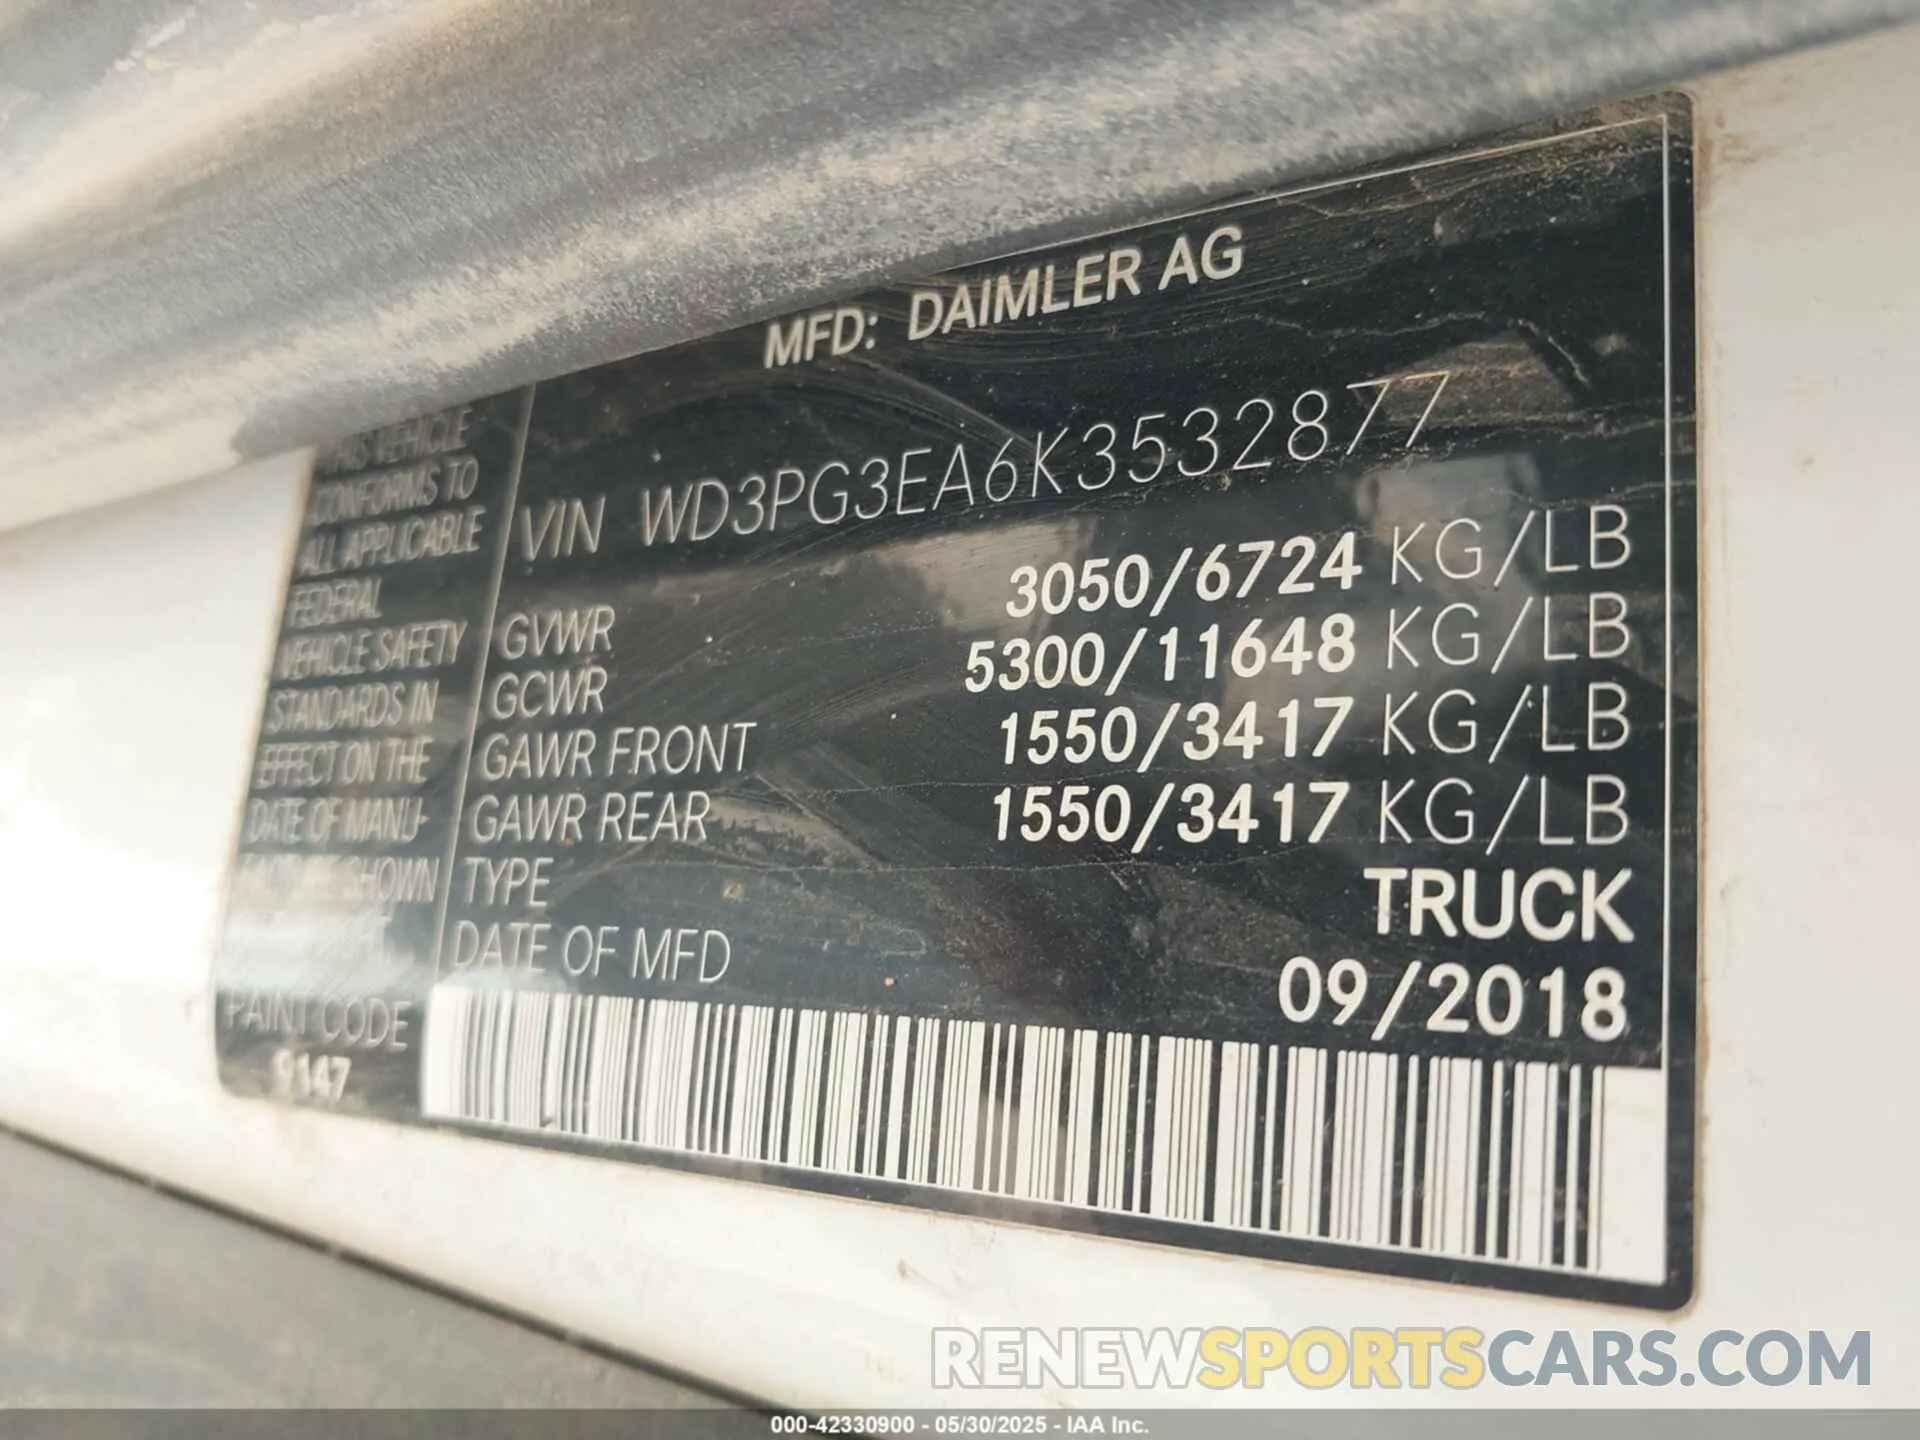 MFD: DAIMLER AG
THIS VEHICLE
CONFORMS TO
ALL APPLICABLE
FEDERAL
VEHICLE SAFETY
STANDARDS IN
EFFECT ON THE
DATE OF MANU-
SHOWN
PAINT CODE
9147
VIN WD3PG3EA6K3532877
GVWR 3050/6724 KG/LB
GCWR 5300/11648 KG/LB
GAWR FRONT 1550/3417 KG/LB
GAWR REAR 1550/3417 KG/LB
TYPE TRUCK
DATE OF MFD 09/2018
RENEWSPORTSCARS.COM
000-42330900 - 05/30/2025 - IAA Inc.